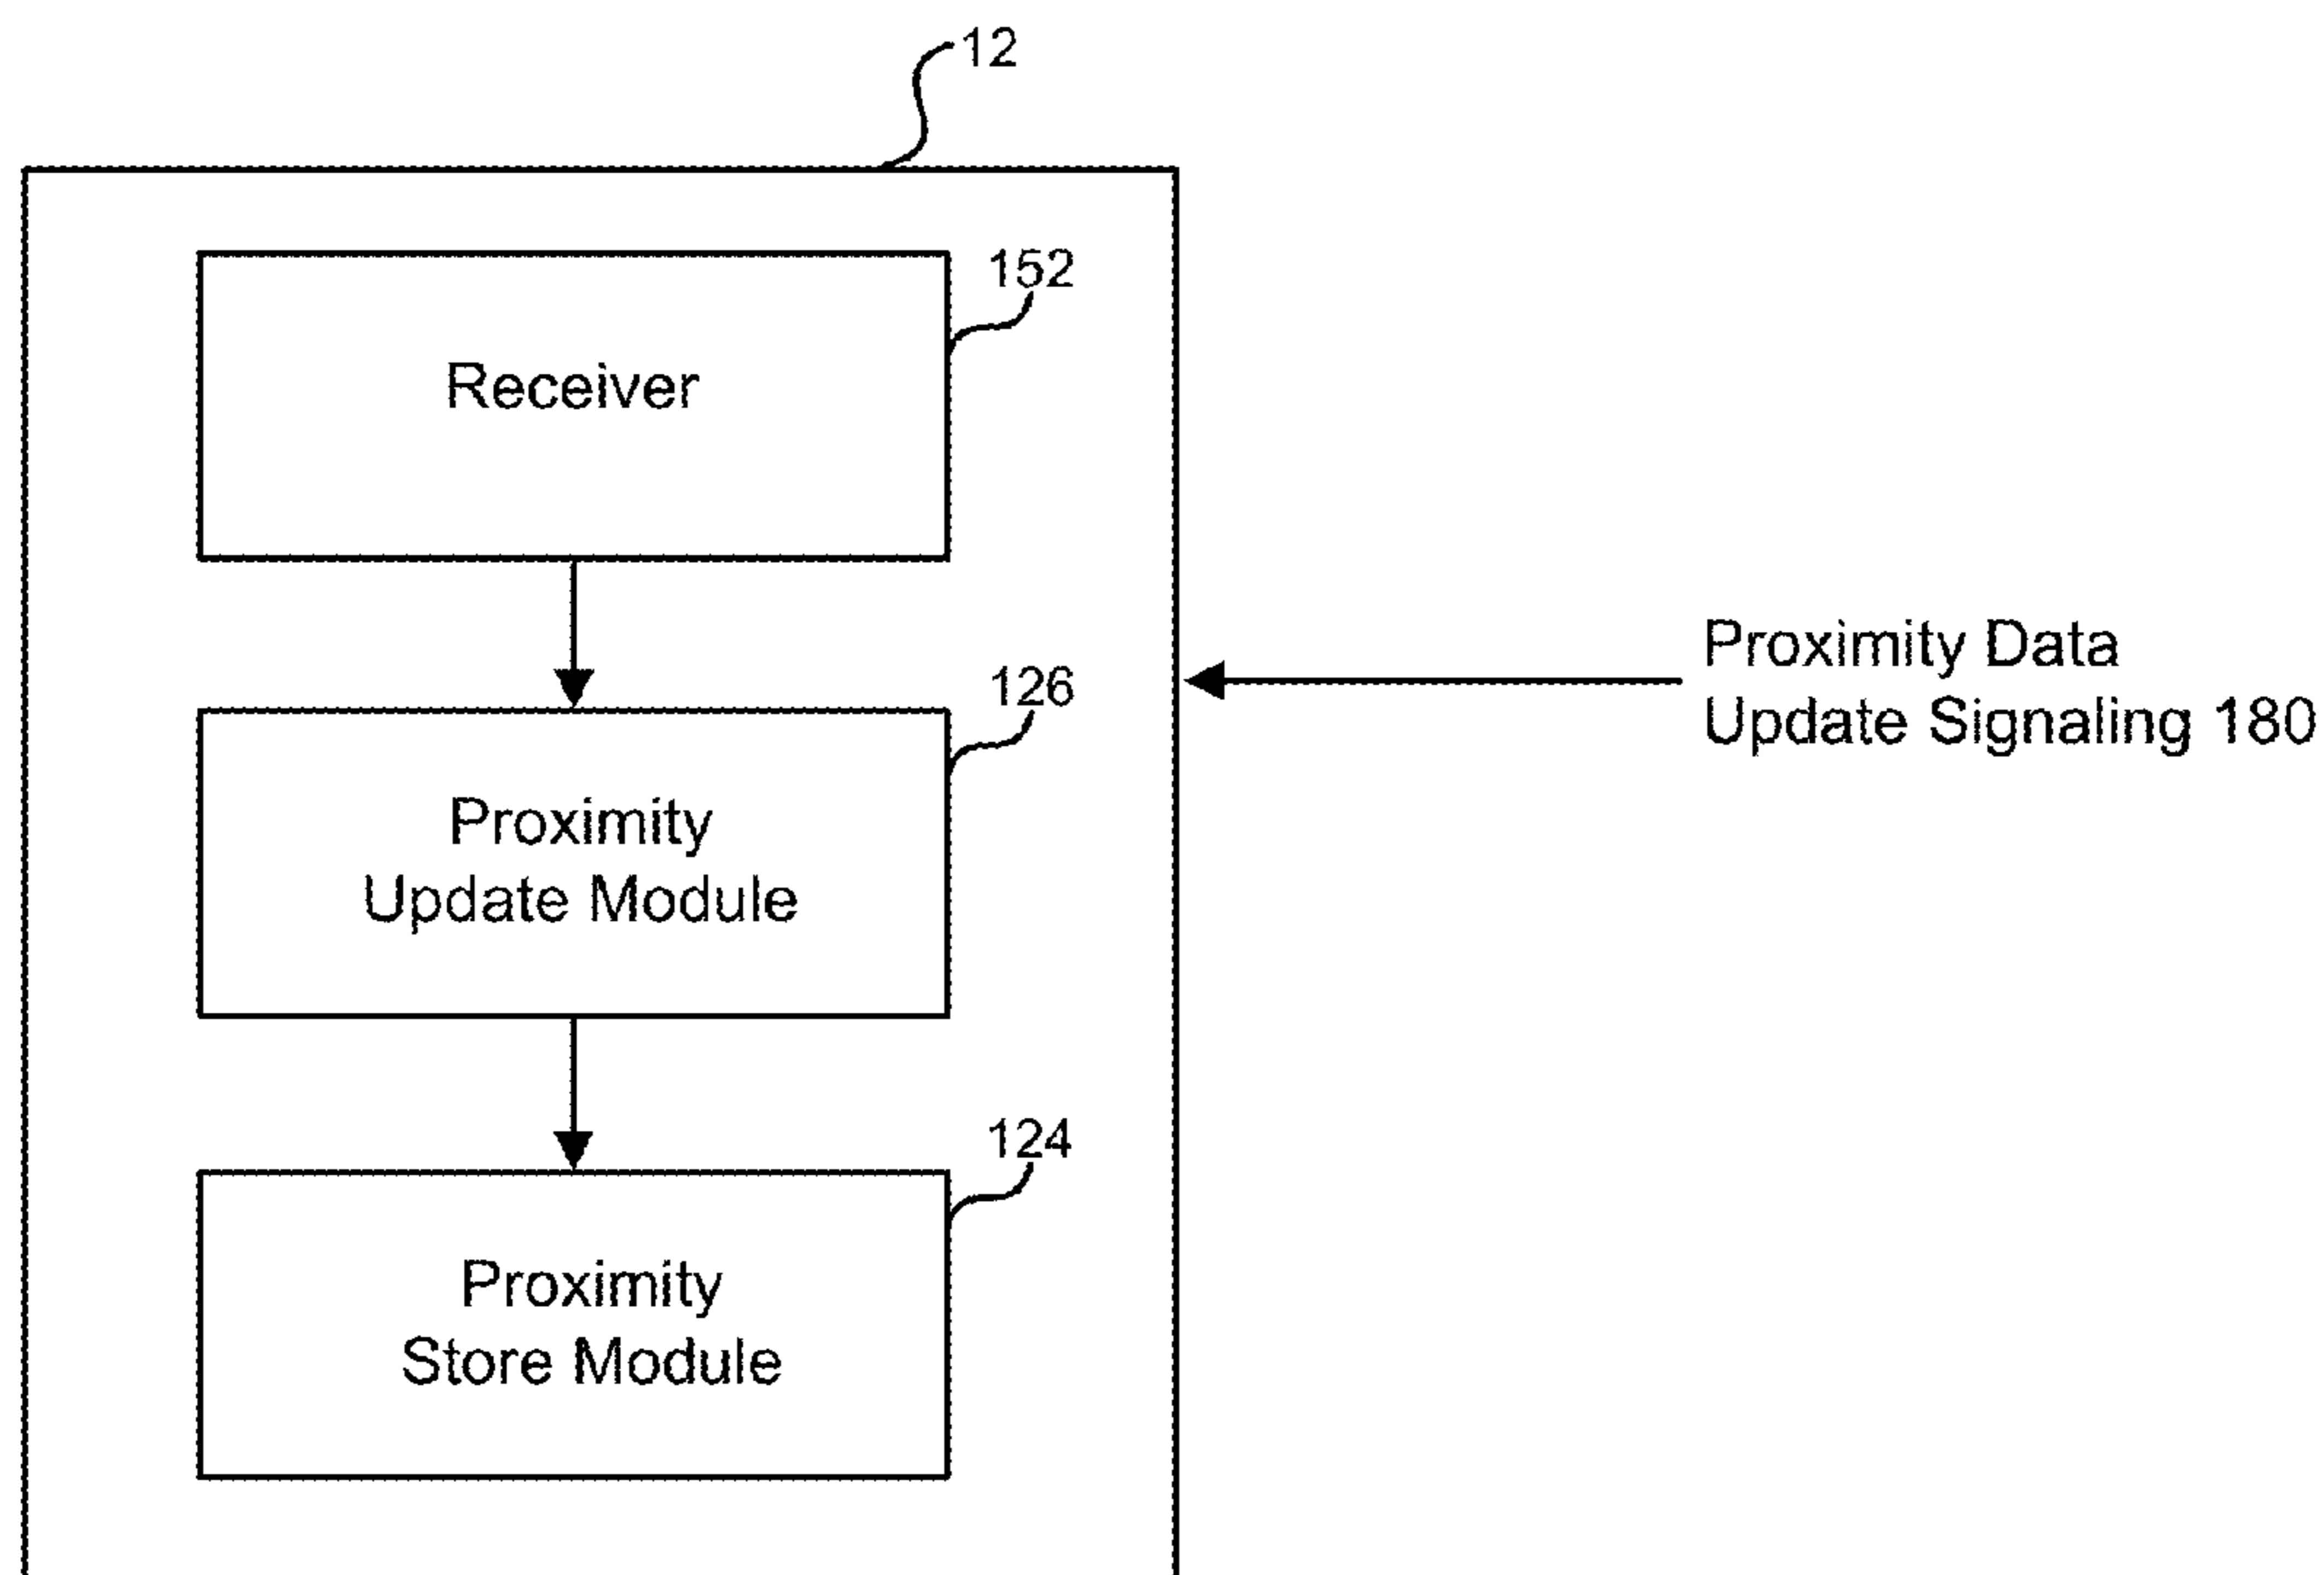 12
152
Receiver
126
Proximity
Update Module
124
Proximity
Store Module
Proximity Data
Update Signaling 180